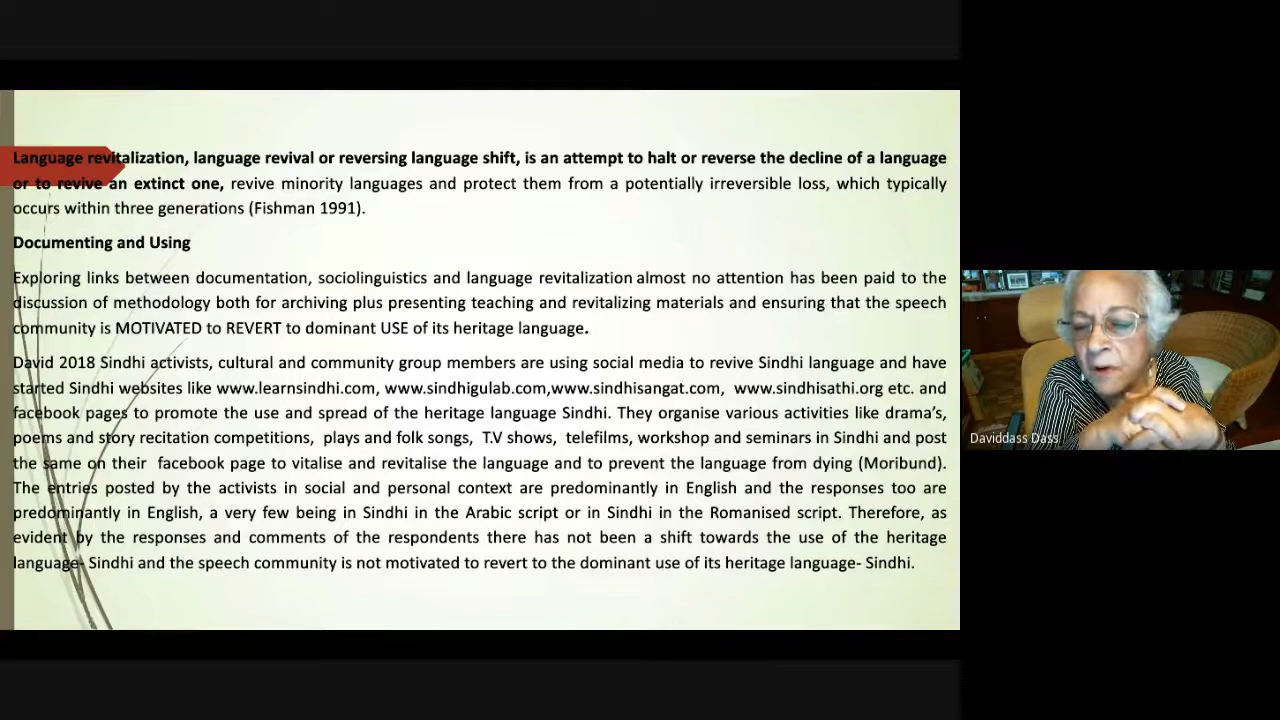 Language revitalization, language revival or reversing language shift, is an attempt to halt or reverse the decline of a language
or to revive an extinct one, revive minority languages and protect them from a potentially irreversible loss, which typically
occurs within three generations (Fishman 1991).
Documenting and Using
Exploring links between documentation, sociolinguistics and language revitalization almost no attention has been paid to the
discussion of methodology both for archiving plus presenting teaching and revitalizing materials and ensuring that the speech
community is MOTIVATED to REVERT to dominant USE of its heritage language.
David 2018 Sindhi activists, cultural and community group members are using social media to revive Sindhi language and have
started Sindhi websites like www.learnsindhi.com, www.sindhigulab.com,www.sindhisangat.com, www.sindhisathi.org etc. and
facebook pages to promote the use and spread of the heritage language Sindhi. They organise various activities like drama's,
poems and story recitation competitions, plays and folk songs, T.V shows, telefilms, workshop and seminars in Sindhi and post
the same on their facebook page to vitalise and revitalise the language and to prevent the language from dying (Moribund).
The entries posted by the activists in social and personal context are predominantly in English and the responses too are
predominantly in English, a very few being in Sindhi in the Arabic script or in Sindhi in the Romanised script. Therefore, as
evident by the responses and comments of the respondents there has not been a shift towards the use of the heritage
language- Sindhi and the speech community is not motivated to revert to the dominant use of its heritage language- Sindhi.
Daviddass Dass